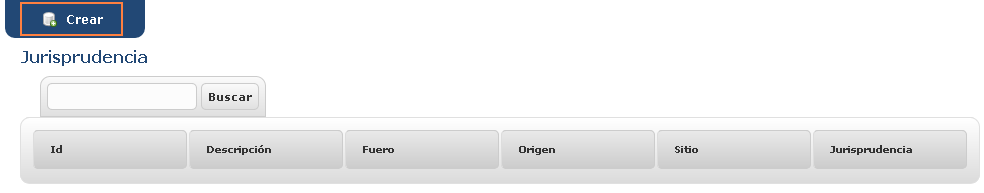 Crear
Jurisprudencia
Buscar
Id Descripción Fuero Origen Sitio Jurisprudencia